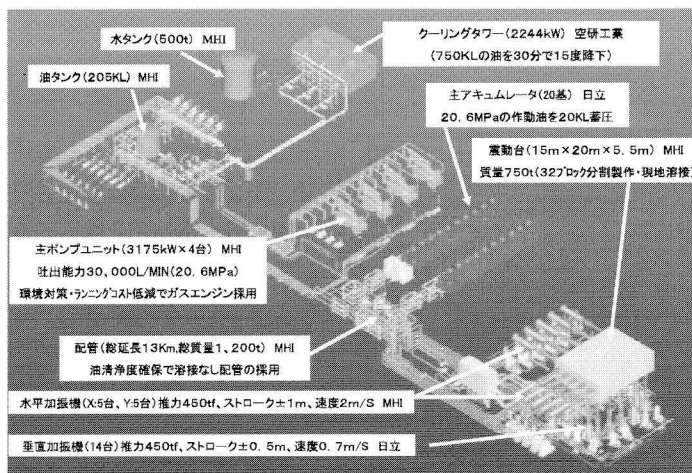 水タンク(500t) MHI
油タンク(205KL) MHI
クーリングタワー(2244kW) 空研工業
(750KLの油を30分で15度降下)
主アキュムレータ(20基) 日立
20.6MPaの作動油を20KL蓄圧
震動台(15m×20m×5.5m) MHI
質量750t(32ブロック分割製作・現地溶接)
主ポンプユニット(3175kW×4台) MHI
吐出能力30,000L/MIN(20.6MPa)
環境対策・ランニングコスト低減でガスエンジン採用
配管(総延長13Km,総質量1、200t) MHI
油清浄度確保で溶接なし配管の採用
水平加振機(X:5台、Y:5台)推力450tf、ストローク±1m、速度2m/S MHI
垂直加振機(14台)推力450tf、ストローク±0.5m、速度0.7m/S 日立